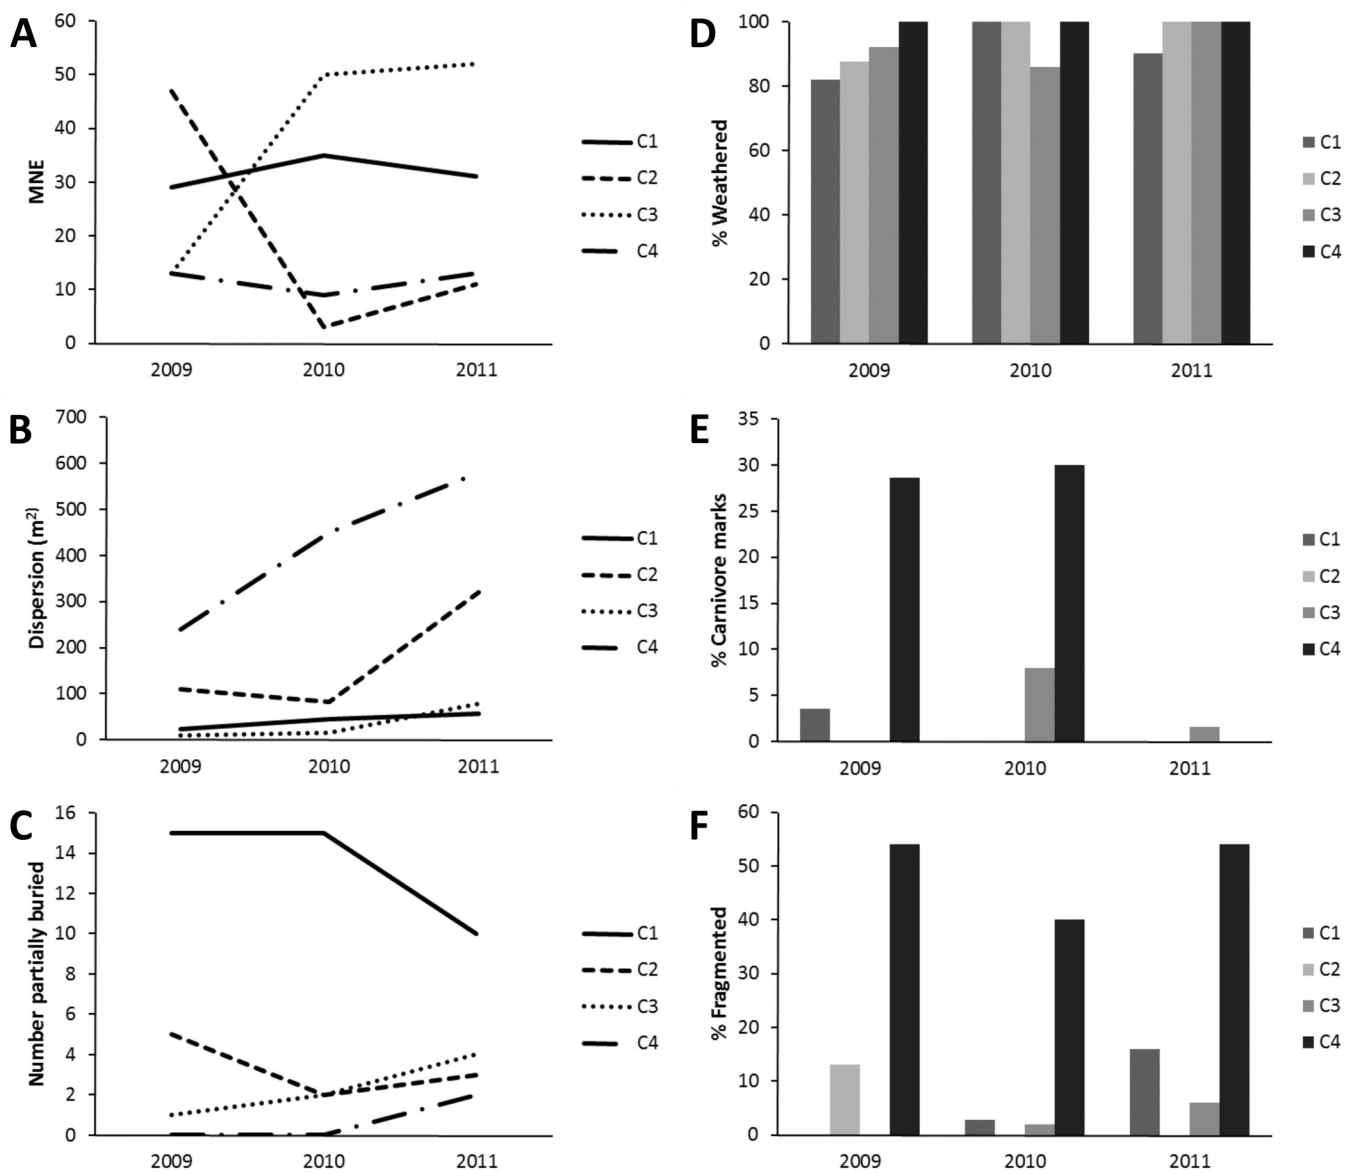 A
MNE
60
50
40
30
20
10
0
2009 2010 2011
C1
C2
C3
C4
B
Dispersion (m²)
700
600
500
400
300
200
100
0
2009 2010 2011
C1
C2
C3
C4
C
Number partially buried
16
14
12
10
8
6
4
2
0
2009 2010 2011
C1
C2
C3
C4
D
% Weathered
100
80
60
40
20
0
2009 2010 2011
C1
C2
C3
C4
E
% Carnivore marks
35
30
25
20
15
10
5
0
2009 2010 2011
C1
C2
C3
C4
F
% Fragmented
60
50
40
30
20
10
0
2009 2010 2011
C1
C2
C3
C4